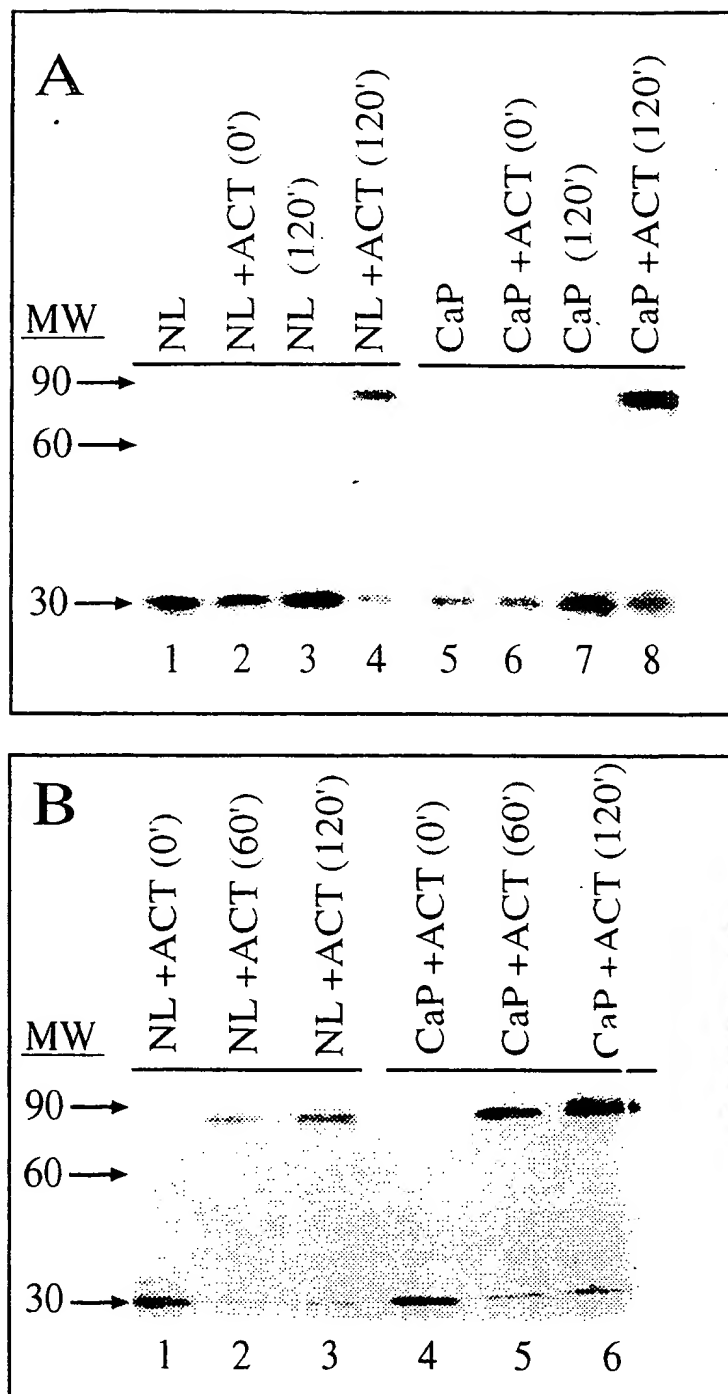 A
NL
NL +ACT (0')
NL (120')
NL +ACT (120')
CaP
CaP +ACT (0')
CaP (120')
CaP +ACT (120')
MW
90
60
30
1 2 3 4 5 6 7 8
B
NL +ACT (0')
NL +ACT (60')
NL +ACT (120')
CaP +ACT (0')
CaP +ACT (60')
CaP +ACT (120')
MW
90
60
30
1 2 3 4 5 6